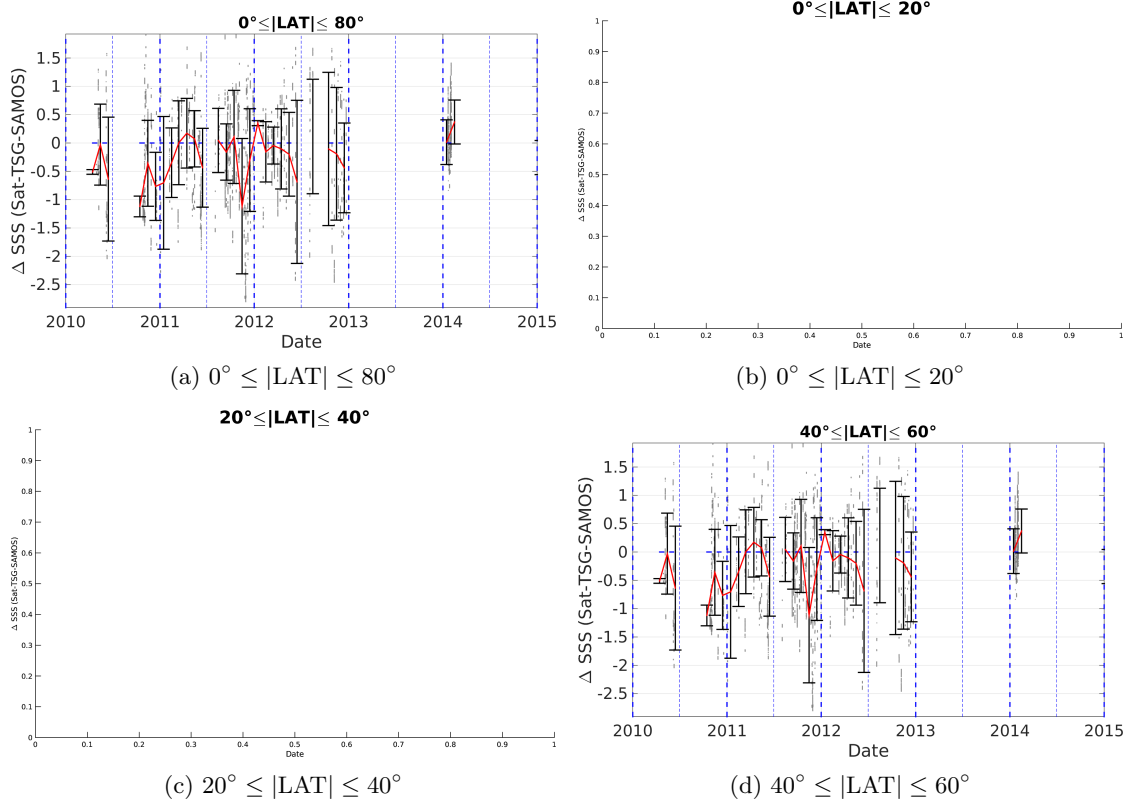 0°≤|LAT|≤ 80°
Δ SSS (Sat-TSG-SAMOS)
1.5
1
0.5
0
-0.5
-1
-1.5
-2
-2.5
2010 2011 2012 2013 2014 2015
Date
(a) 0° ≤ |LAT| ≤ 80°
0°≤|LAT|≤ 20°
Δ SSS (Sat-TSG-SAMOS)
1
0.9
0.8
0.7
0.6
0.5
0.4
0.3
0.2
0.1
0
0 0.1 0.2 0.3 0.4 0.5 0.6 0.7 0.8 0.9 1
Date
(b) 0° ≤ |LAT| ≤ 20°
20°≤|LAT|≤ 40°
Δ SSS (Sat-TSG-SAMOS)
1
0.9
0.8
0.7
0.6
0.5
0.4
0.3
0.2
0.1
0
0 0.1 0.2 0.3 0.4 0.5 0.6 0.7 0.8 0.9 1
Date
(c) 20° ≤ |LAT| ≤ 40°
40°≤|LAT|≤ 60°
Δ SSS (Sat-TSG-SAMOS)
1.5
1
0.5
0
-0.5
-1
-1.5
-2
-2.5
2010 2011 2012 2013 2014 2015
Date
(d) 40° ≤ |LAT| ≤ 60°